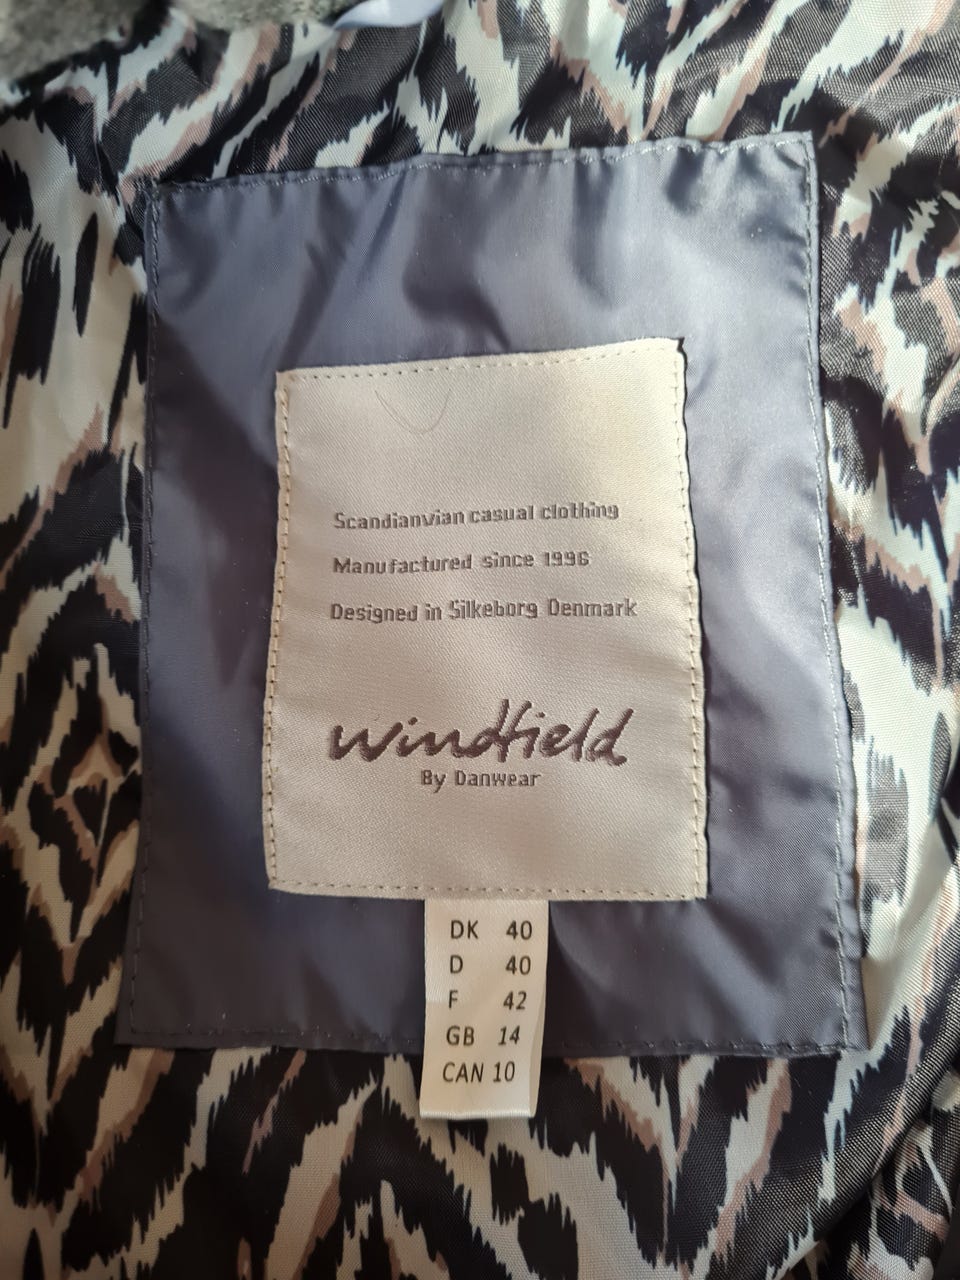 Scandianvian casual clothing
Manufactured since 1996
Designed in Silkeborg Denmark
windfield
By Danwear
DK 40
D 40
F 42
GB 14
CAN 10